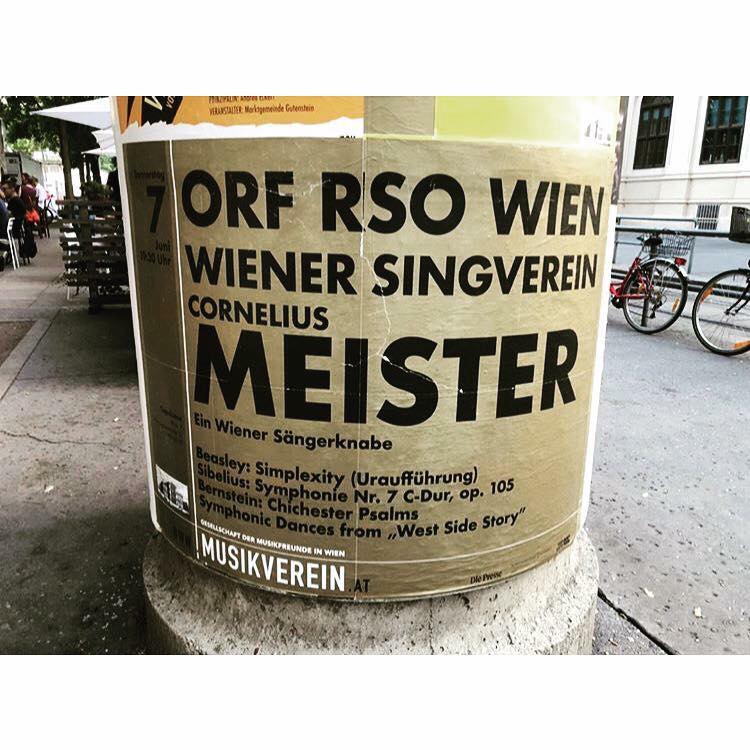 PRINZIPALIN:
VERANSTALTER: Marktgemeinde Gutenstein
Donnerstag
7
Juni
19:30 Uhr
ORF RSO WIEN
WIENER SINGVEREIN
CORNELIUS
MEISTER
Ein Wiener Sängerknabe
Beasley: Simplexity (Uraufführung)
Sibelius: Symphonie Nr. 7 C-Dur, op. 105
Bernstein: Chichester Psalms
Symphonic Dances from „West Side Story"
GESELLSCHAFT DER MUSIKFREUNDE IN WIEN
MUSIKVEREIN.AT
Die Presse